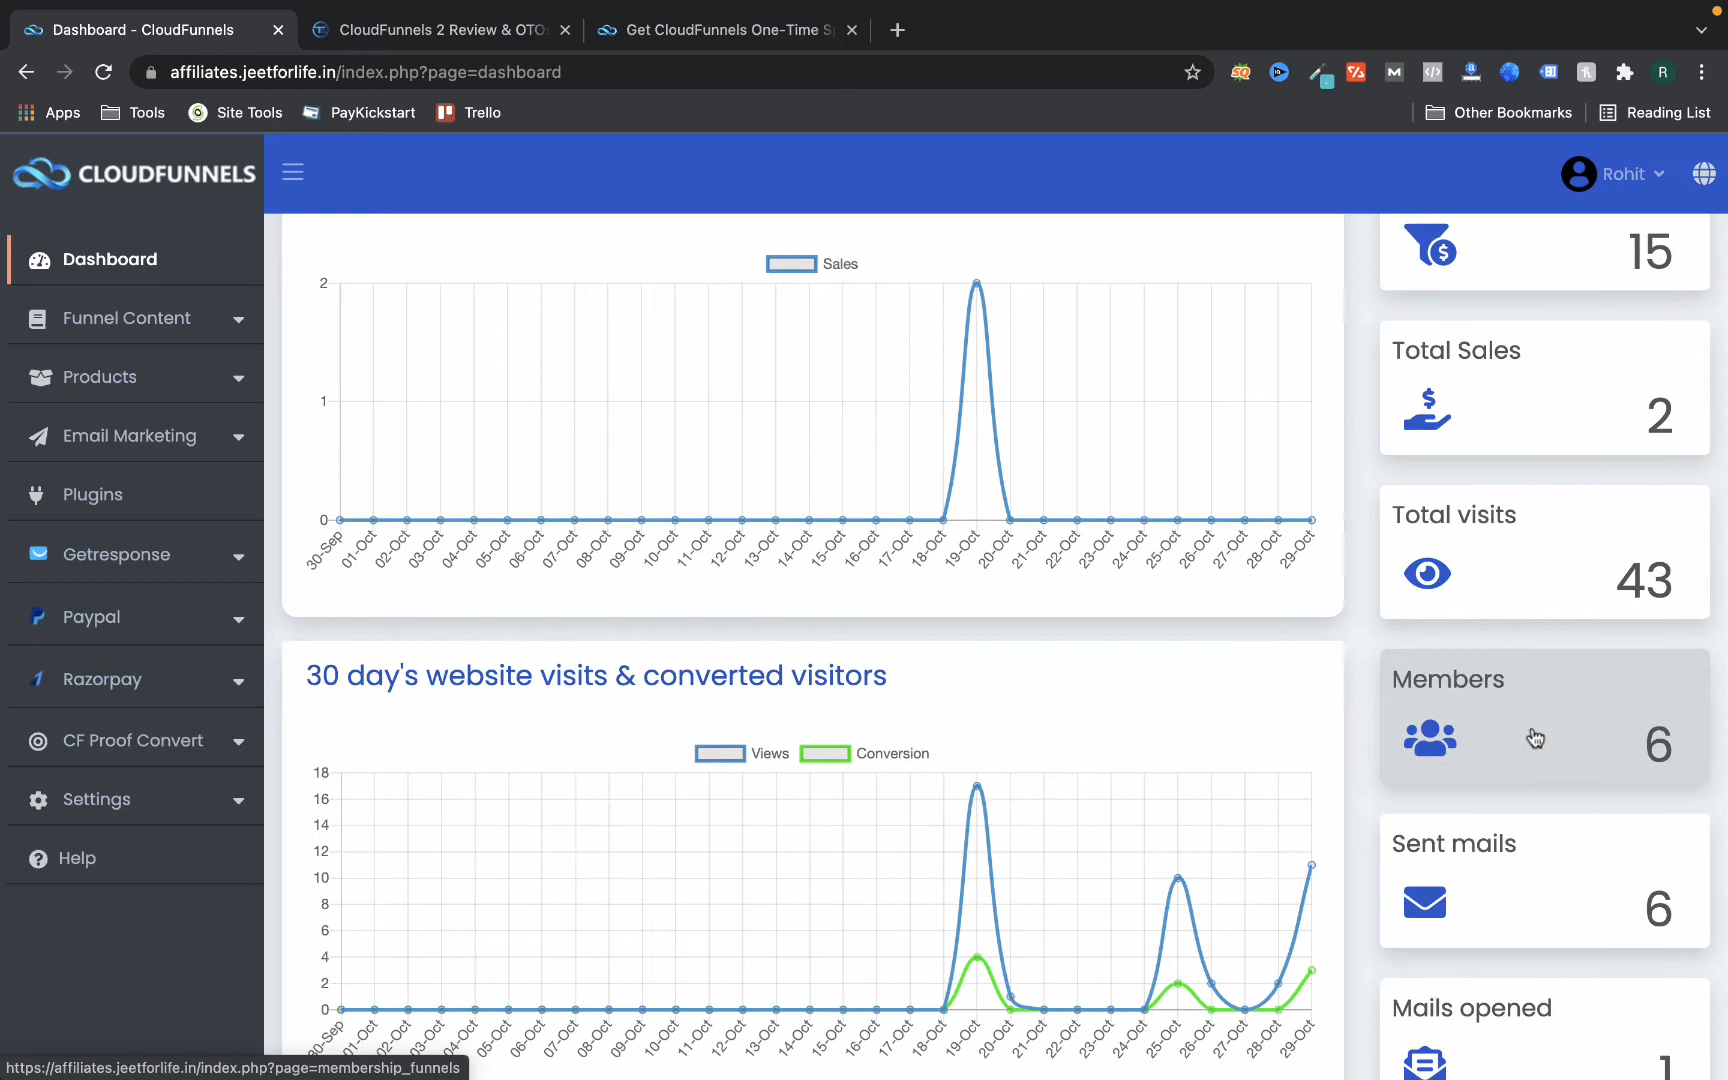 Dashboard - CloudFunnels
CloudFunnels 2 Review & OTO
Get CloudFunnels One-Time S
affiliates.jeetforlife.in/index.php?page=dashboard
R
Apps
Tools
Site Tools
PayKickstart
Trello
Other Bookmarks
Reading List
CLOUDFUNNELS
Rohit
Dashboard
Funnel Content
Products
Email Marketing
Plugins
Getresponse
Paypal
Razorpay
CF Proof Convert
Settings
Help
Sales
2
1
0
30-Sep 01-Oct 02-Oct 03-Oct 04-Oct 05-Oct 06-Oct 07-Oct 08-Oct 09-Oct 10-Oct 11-Oct 12-Oct 13-Oct 14-Oct 15-Oct 16-Oct 17-Oct 18-Oct 19-Oct 20-Oct 21-Oct 22-Oct 23-Oct 24-Oct 25-Oct 26-Oct 27-Oct 28-Oct 29-Oct
30 day's website visits & converted visitors
Views Conversion
18
16
14
12
10
8
6
4
2
0
30-Sep 01-Oct 02-Oct 03-Oct 04-Oct 05-Oct 06-Oct 07-Oct 08-Oct 09-Oct 10-Oct 11-Oct 12-Oct 13-Oct 14-Oct 15-Oct 16-Oct 17-Oct 18-Oct 19-Oct 20-Oct 21-Oct 22-Oct 23-Oct 24-Oct 25-Oct 26-Oct 27-Oct 28-Oct 29-Oct
15
Total Sales
2
Total visits
43
Members
6
Sent mails
6
Mails opened
1
https://affiliates.jeetforlife.in/index.php?page=membership_funnels